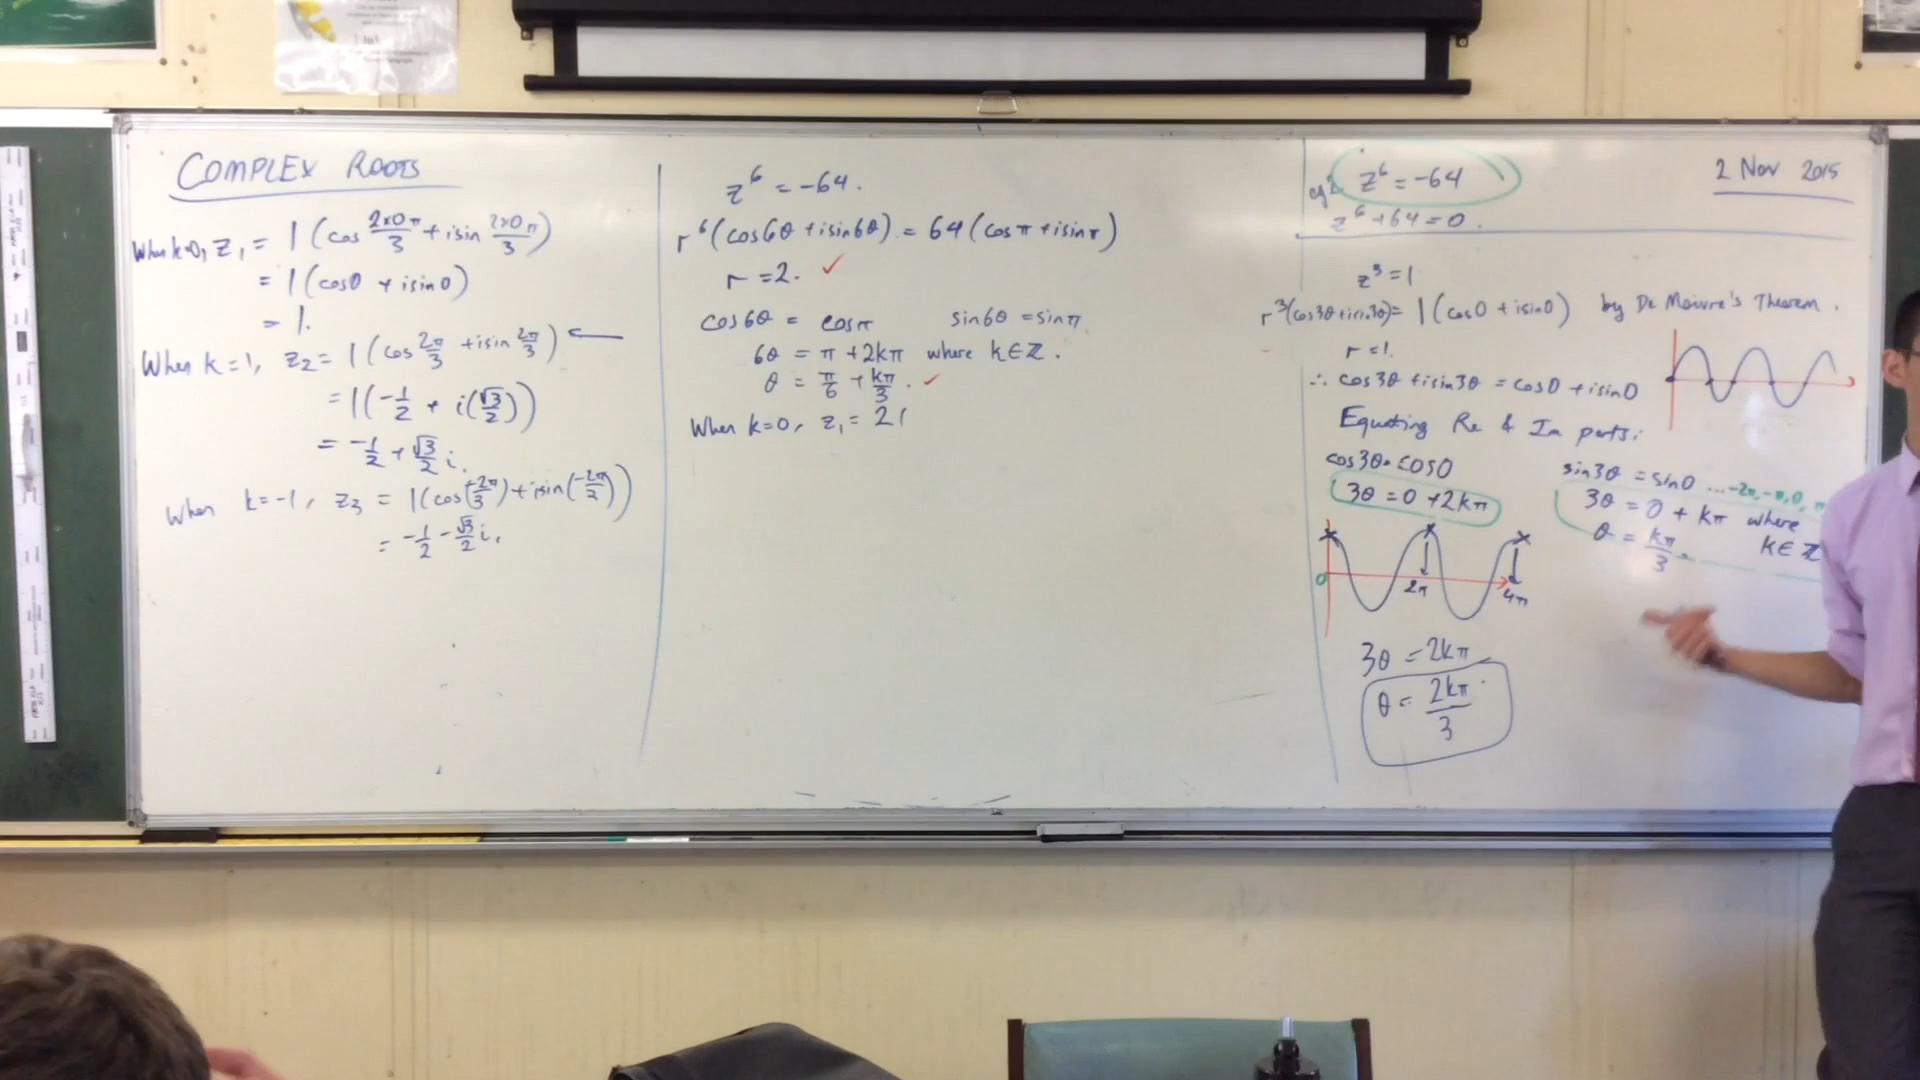 COMPLEX ROOTS
When k=0, z₁ = 1(cos 2×0π/3 + isin 2×0π/3)
= 1(cos0 + isin0)
= 1.
When k=1, z₂ = 1(cos 2π/3 + isin 2π/3)
= 1(-1/2 + i(√3/2))
= -1/2 + √3/2 i.
When k=-1, z₃ = 1(cos(-2π/3) + isin(-2π/3))
= -1/2 - √3/2 i.
z⁶ = -64.
r⁶(cos6θ + isin6θ) = 64(cosπ + isinπ)
r = 2. ✓
cos6θ = cosπ sin6θ = sinπ
6θ = π + 2kπ where k∈ℤ.
θ = π/6 + kπ/3. ✓
When k=0, z₁ = 2(
z⁶ = -64
z⁶ + 64 = 0.
2 Nov 2015
z³ = 1
r³(cos3θ + isin3θ) = 1(cos0 + isin0) by De Moivre's Theorem.
r = 1.
∴ cos3θ + isin3θ = cos0 + isin0
Equating Re & Im parts:
cos3θ = cos0
3θ = 0 + 2kπ
0 2π 4π
3θ = 2kπ
θ = 2kπ/3
sin3θ = sin0 ...-2π, -π, 0, π
3θ = 0 + kπ where
θ = kπ/3. k∈ℤ